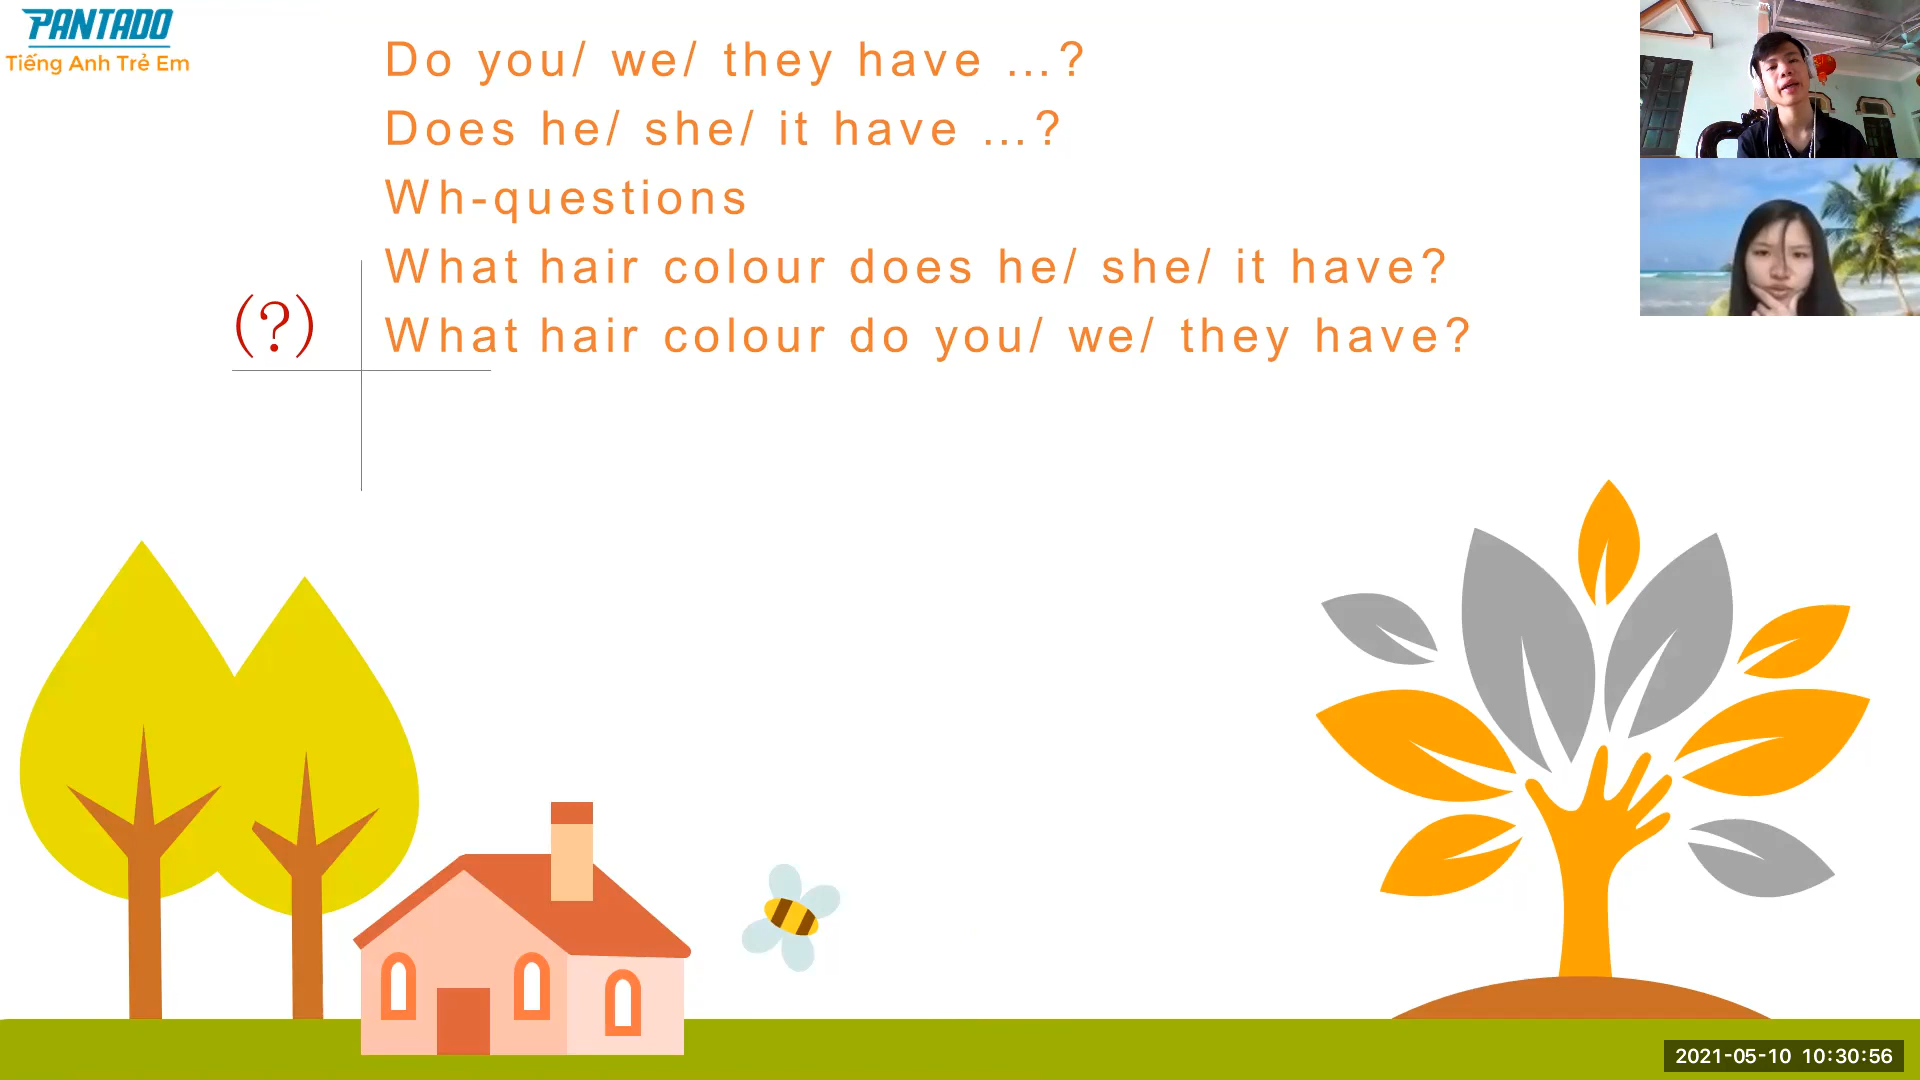 PANTADO
Tiếng Anh Trẻ Em
Do you/ we/ they have ...?
Does he/ she/ it have ...?
Wh-questions
What hair colour does he/ she/ it have?
(?)
What hair colour do you/ we/ they have?
2021-05-10 10:30:56